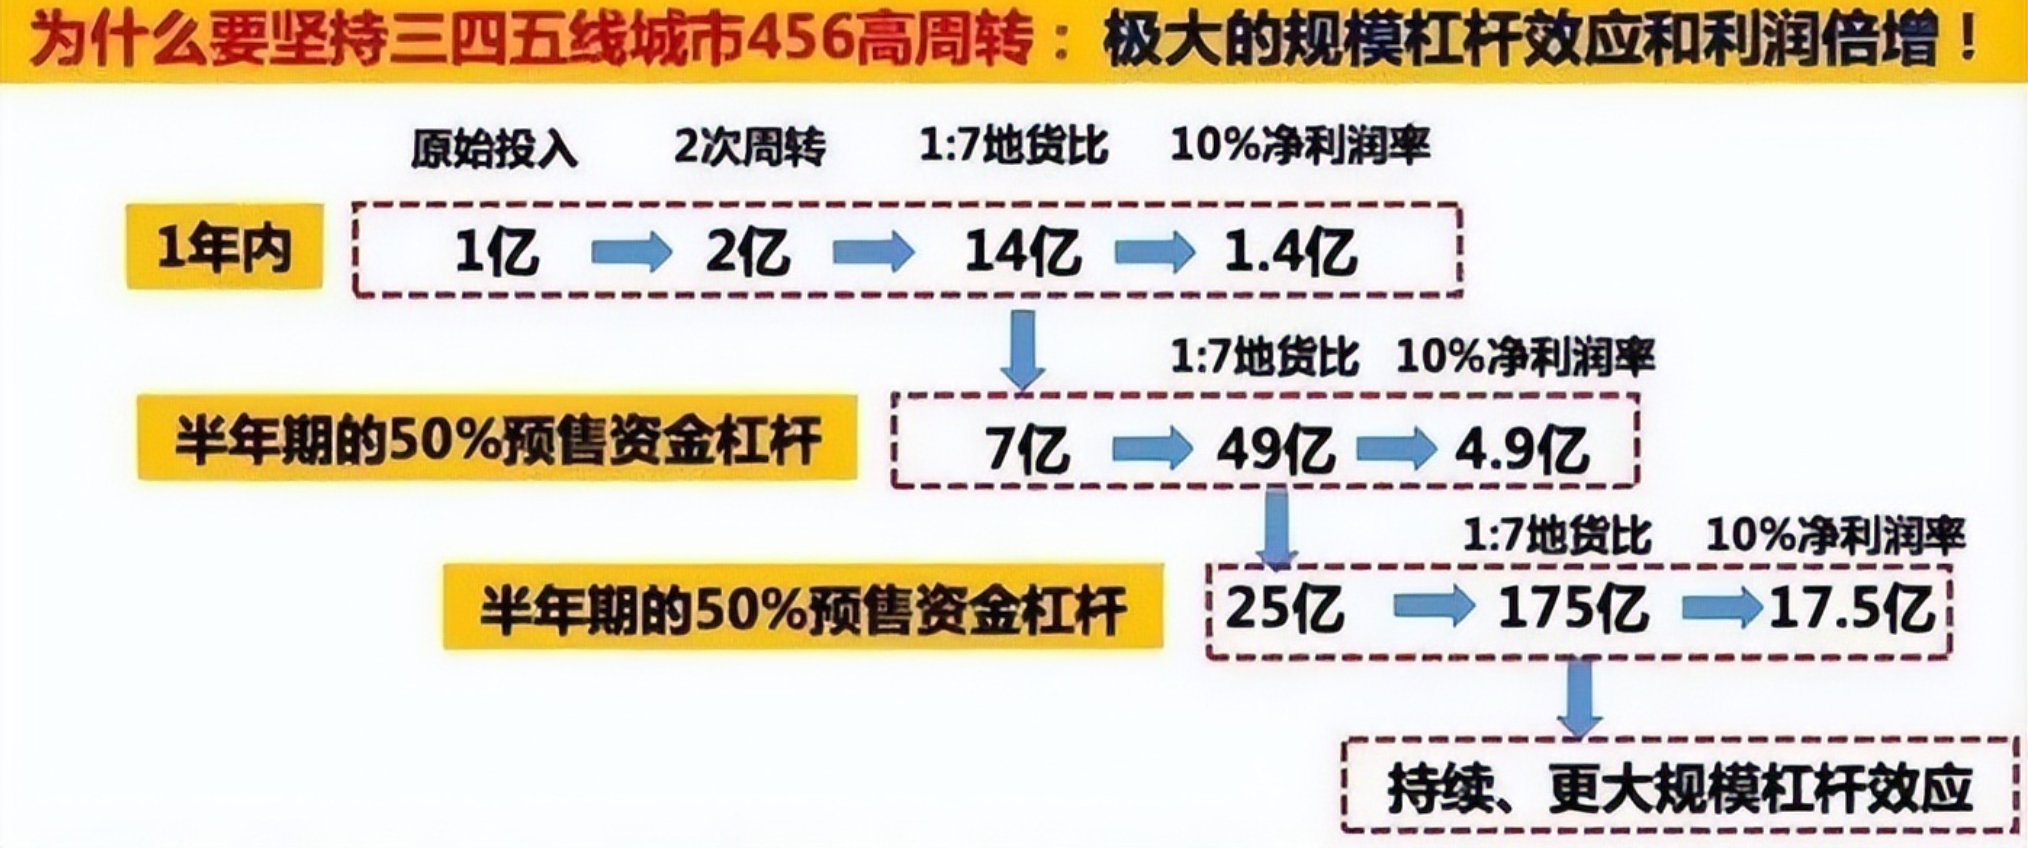 为什么要坚持三四五线城市456高周转：极大的规模杠杆效应和利润倍增！
原始投入 2次周转 1:7地货比 10%净利润率
1年内 1亿 2亿 14亿 1.4亿
1:7地货比 10%净利润率
半年期的50%预售资金杠杆 7亿 49亿 4.9亿
1:7地货比 10%净利润率
半年期的50%预售资金杠杆 25亿 175亿 17.5亿
持续、更大规模杠杆效应